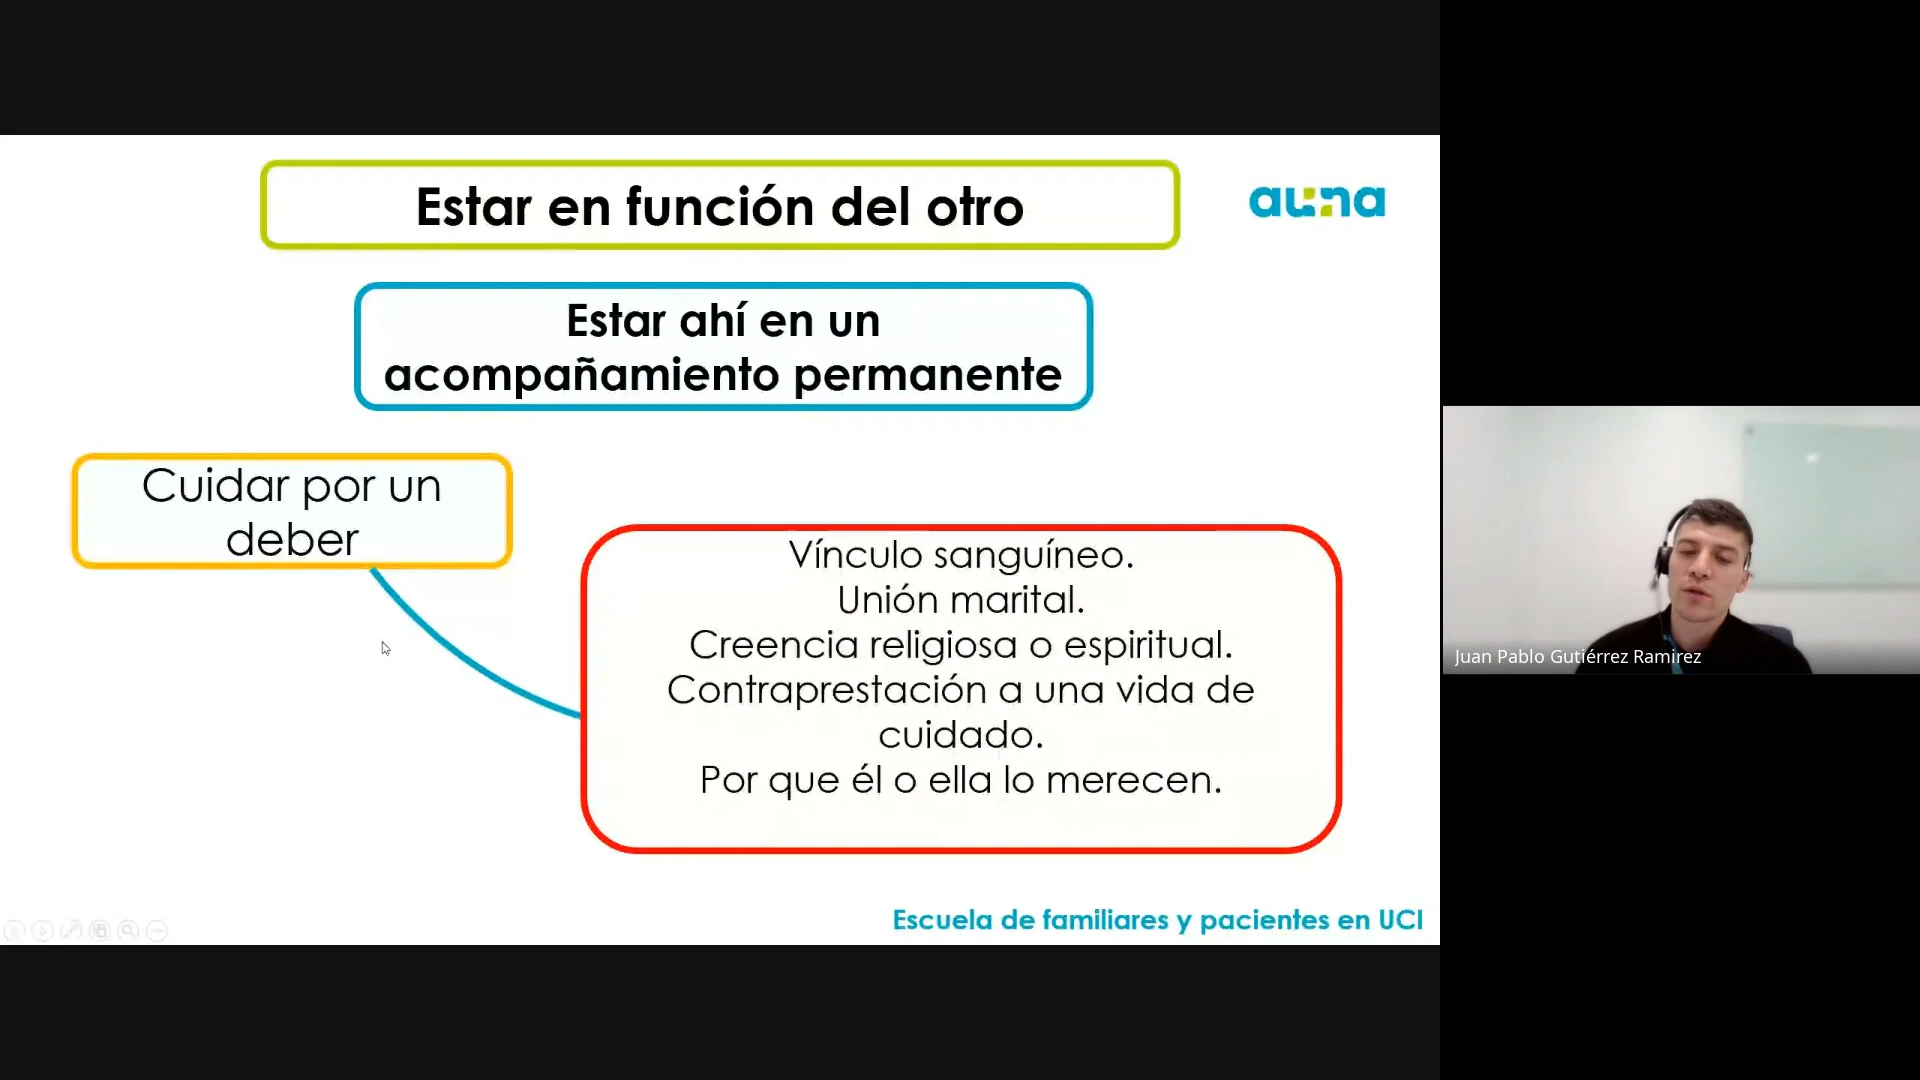 Estar en función del otro
auna
Estar ahí en un
acompañamiento permanente
Cuidar por un
deber
Vínculo sanguíneo.
Unión marital.
Creencia religiosa o espiritual.
Contraprestación a una vida de
cuidado.
Por que él o ella lo merecen.
Juan Pablo Gutiérrez Ramirez
Escuela de familiares y pacientes en UCI